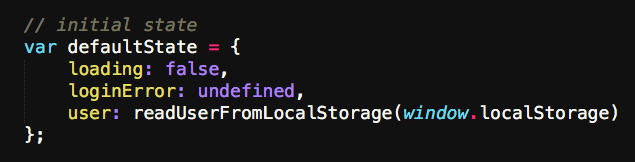 // initial state
var defaultState = {
    loading: false,
    loginError: undefined,
    user: readUserFromLocalStorage(window.localStorage)
};